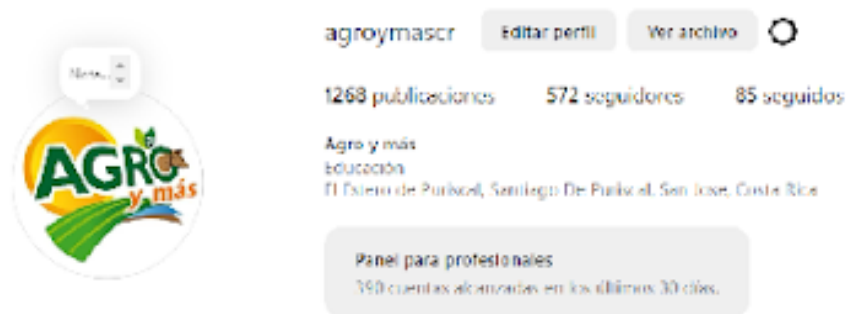 agroymascr Editar perfil Ver archivo
Nota...
1268 publicaciones 572 seguidores 85 seguidos
AGRO
y más
Agro y más
Educación
El Estero de Puriscal, Santiago De Puriscal, San Jose, Costa Rica
Panel para profesionales
390 cuentas alcanzadas en los últimos 30 días.